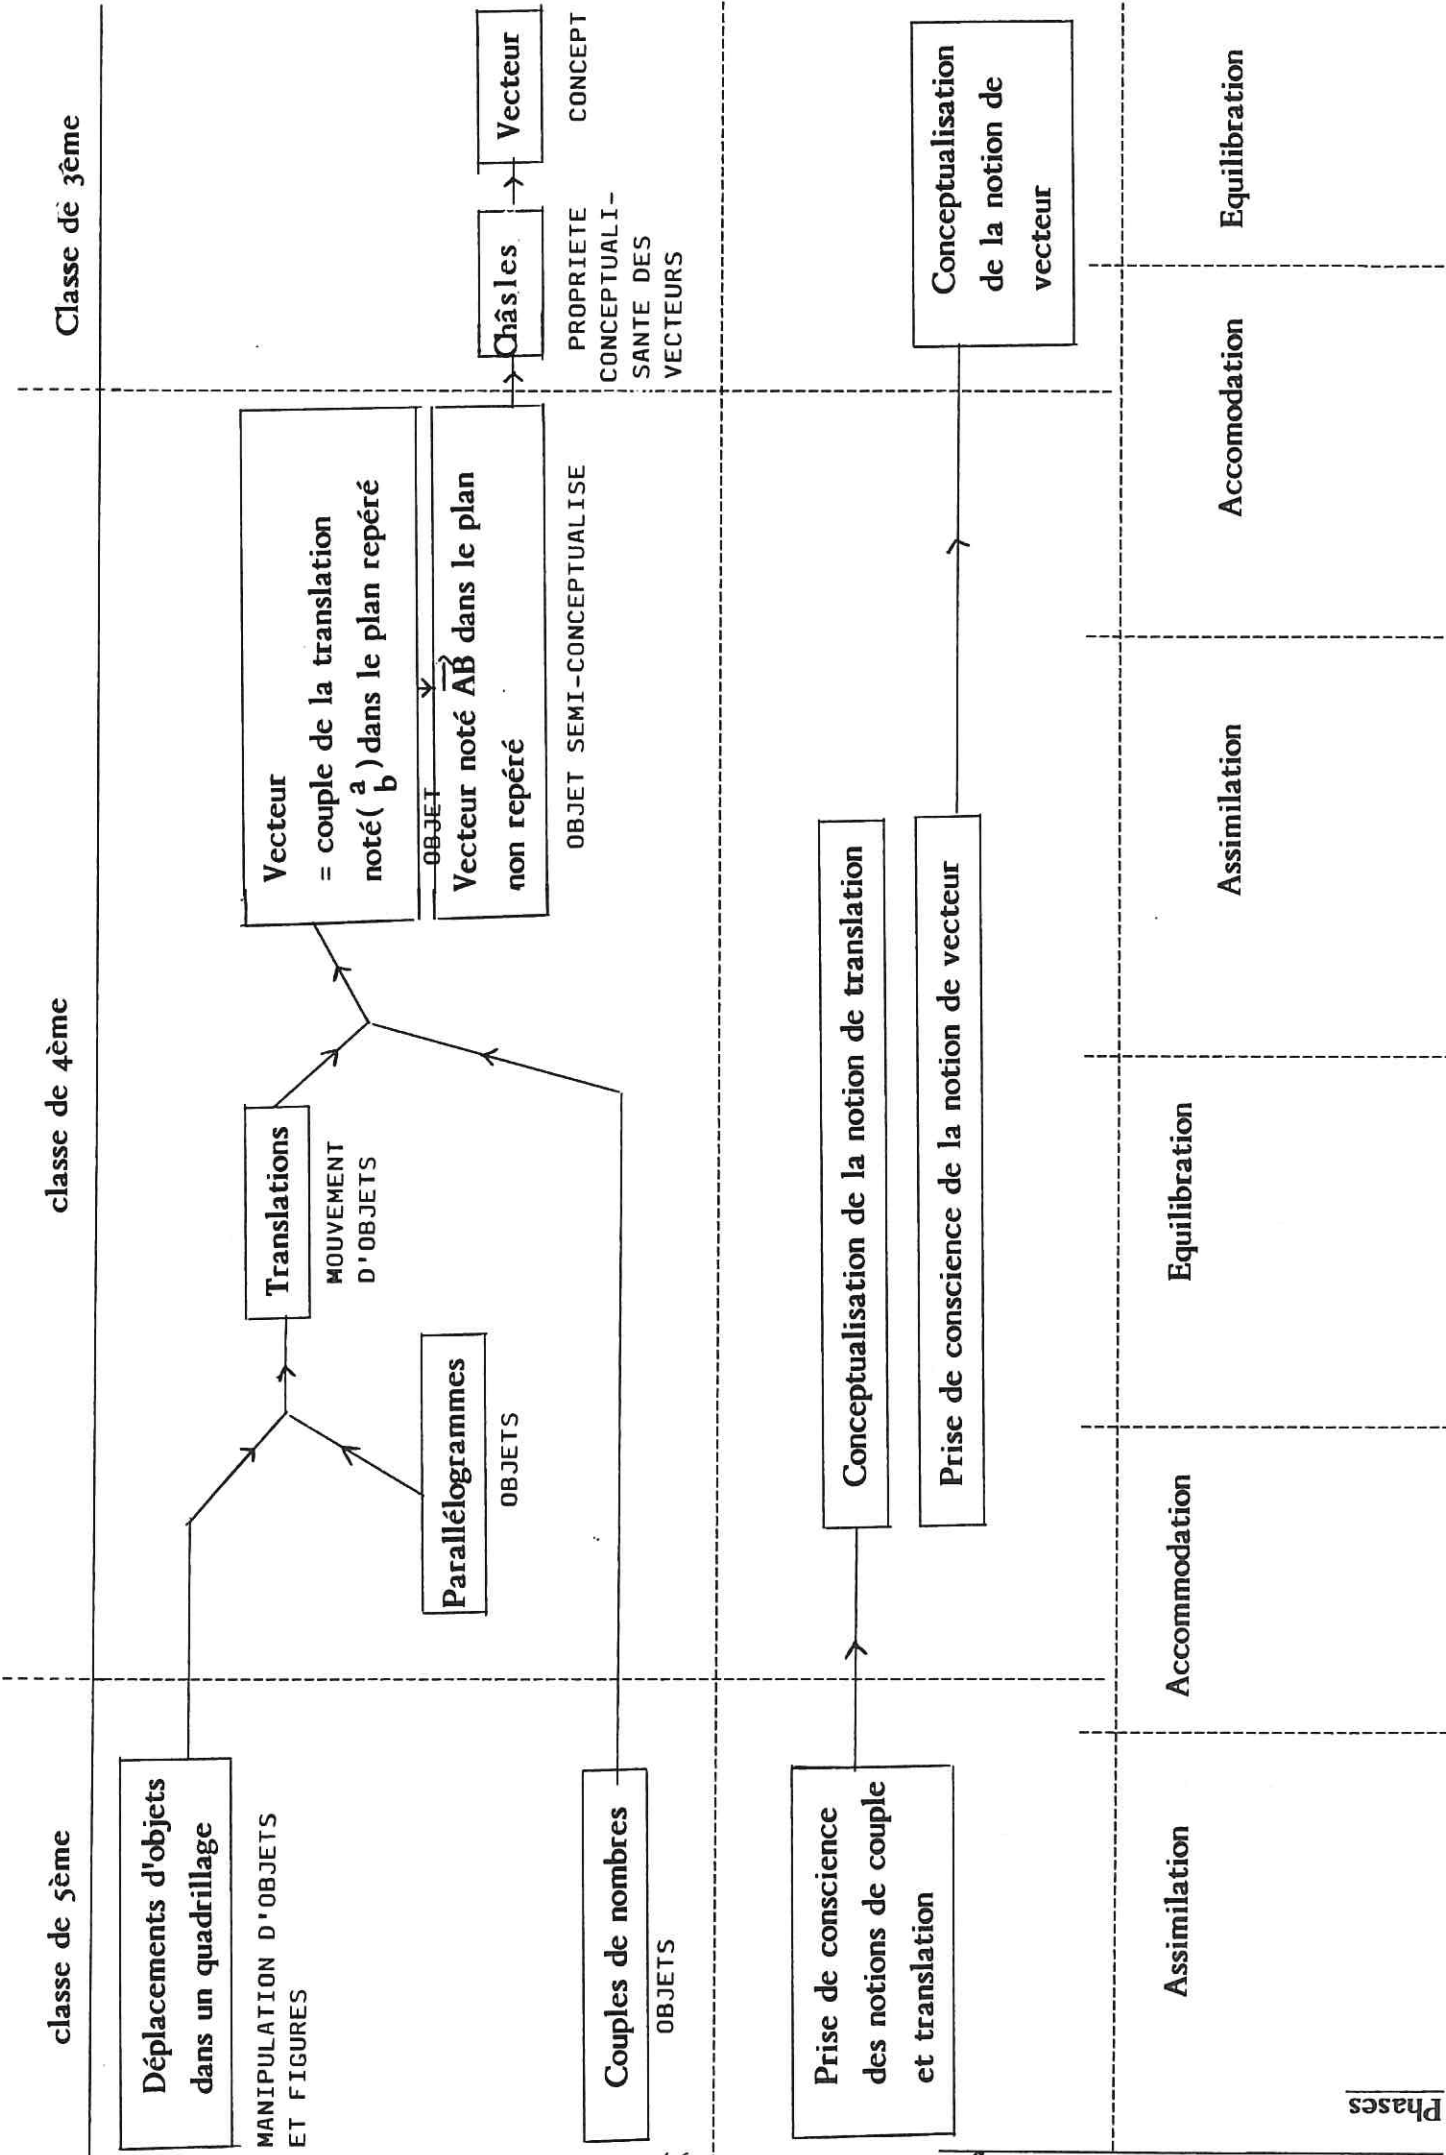 classe de 5ème
classe de 4ème
Classe de 3ème
Déplacements d'objets
dans un quadrillage
MANIPULATION D'OBJETS
ET FIGURES
Couples de nombres
OBJETS
Parallélogrammes
OBJETS
Translations
MOUVEMENT
D'OBJETS
Vecteur
= couple de la translation
noté(a b)dans le plan repéré
OBJET
Vecteur noté AB dans le plan
non repéré
OBJET SEMI-CONCEPTUALISE
Châsles
PROPRIETE
CONCEPTUALI-
SANTE DES
VECTEURS
Vecteur
CONCEPT
Prise de conscience
des notions de couple
et translation
Conceptualisation de la notion de translation
Prise de conscience de la notion de vecteur
Conceptualisation
de la notion de
vecteur
Phases
Assimilation
Accommodation
Equilibration
Assimilation
Accomodation
Equilibration